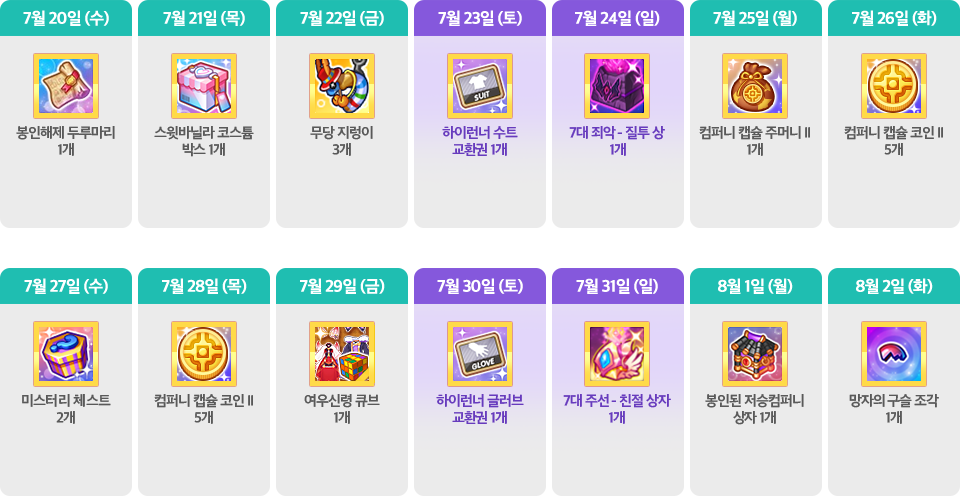 7월 20일 (수)
7월 21일 (목)
7월 22일 (금)
7월 23일 (토)
7월 24일 (일)
7월 25일 (월)
7월 26일 (화)
봉인해제 두루마리
1개
스윗바닐라 코스튬
박스 1개
무당 지렁이
3개
SUIT
하이런너 수트
교환권 1개
7대 죄악 - 질투 상
1개
컴퍼니 캡슐 주머니 II
1개
컴퍼니 캡슐 코인 II
5개
7월 27일 (수)
7월 28일 (목)
7월 29일 (금)
7월 30일 (토)
7월 31일 (일)
8월 1일 (월)
8월 2일 (화)
미스터리 체스트
2개
컴퍼니 캡슐 코인 II
5개
여우신령 큐브
1개
GLOVE
하이런너 글러브
교환권 1개
7대 주선 - 친절 상자
1개
봉인된 저승컴퍼니
상자 1개
망자의 구슬 조각
1개